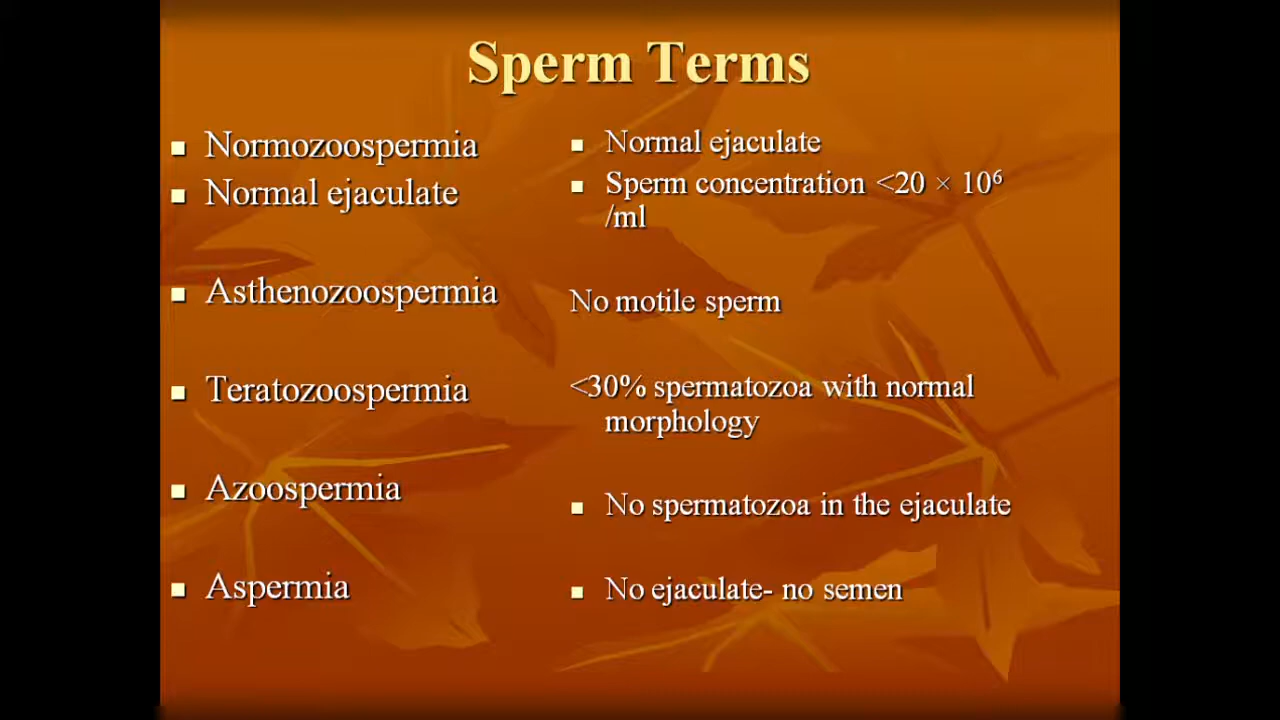 Sperm Terms
Normozoospermia
Normal ejaculate
Asthenozoospermia
Teratozoospermia
Azoospermia
Aspermia
Normal ejaculate
Sperm concentration <20 × 10⁶
/ml
No motile sperm
<30% spermatozoa with normal
morphology
No spermatozoa in the ejaculate
No ejaculate- no semen